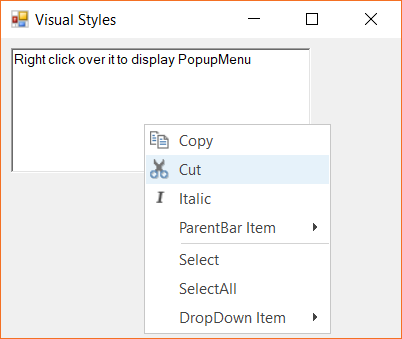 Visual Styles
Right click over it to display PopupMenu
Copy
Cut
Italic
ParentBar Item
Select
SelectAll
DropDown Item